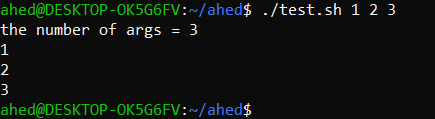 ahed@DESKTOP-OK5G6FV:~/ahed$ ./test.sh 1 2 3
the number of args = 3
1
2
3
ahed@DESKTOP-OK5G6FV:~/ahed$